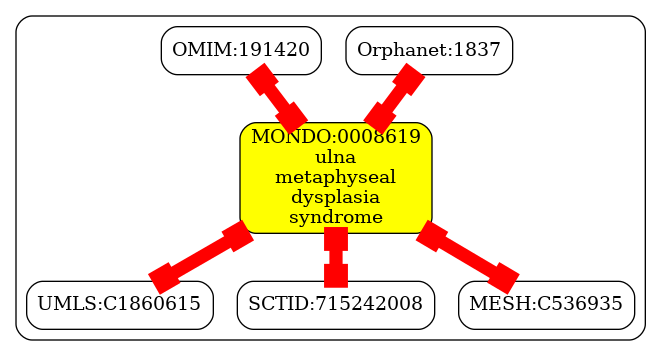 OMIM:191420
Orphanet:1837
MONDO:0008619
ulna
metaphyseal
dysplasia
syndrome
UMLS:C1860615
SCTID:715242008
MESH:C536935